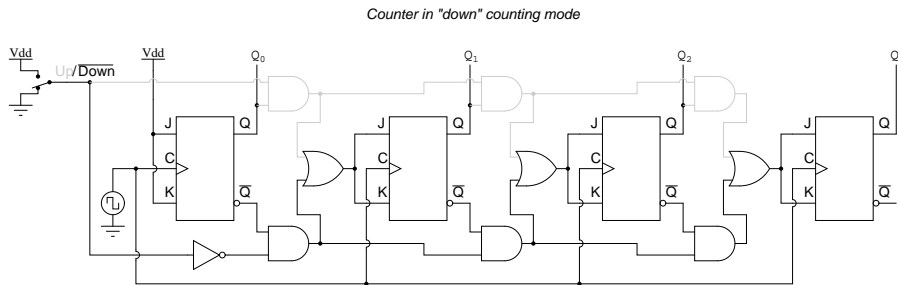 Counter in "down" counting mode
Vdd Vdd Q0 Q1 Q2 Q
Up/Down
J Q J Q J Q J Q
C C C C
K Q K Q K Q K Q